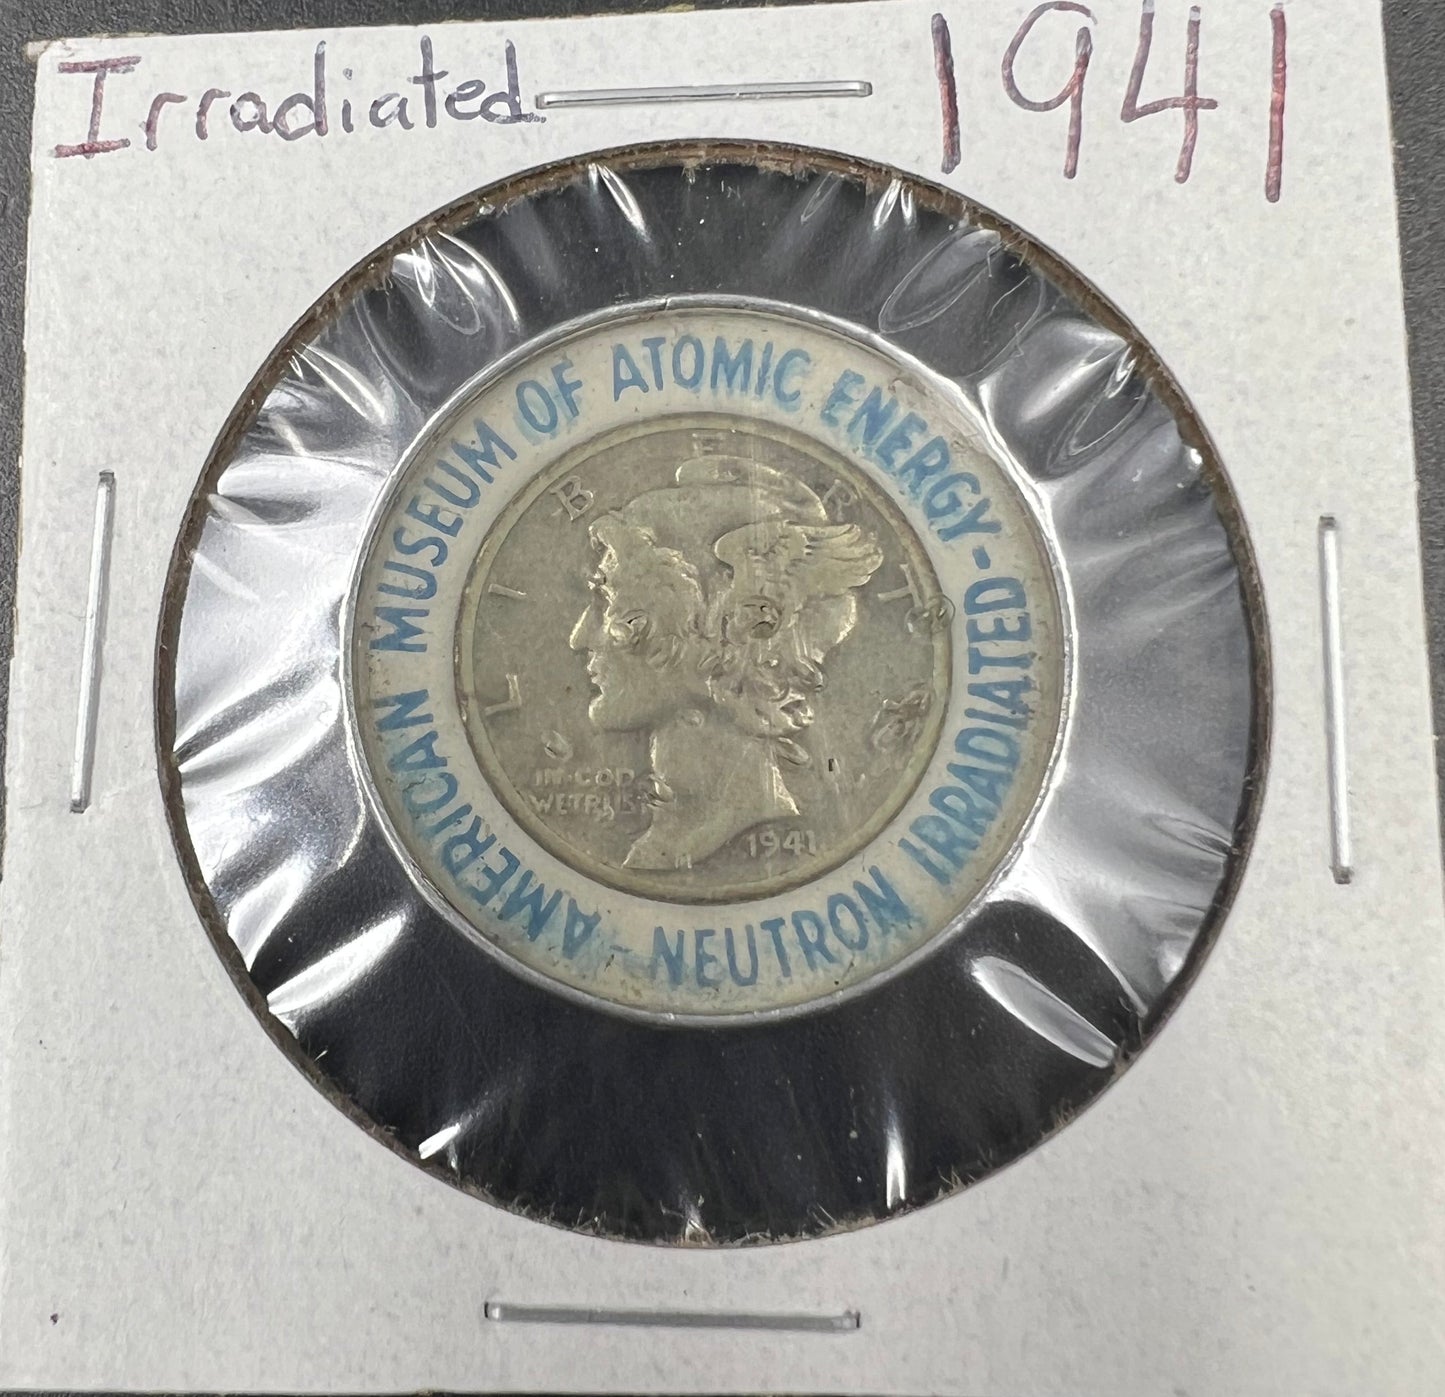 Irradiated
1941
AMERICAN MUSEUM OF ATOMIC ENERGY - NEUTRON IRRADIATED -
LIBERTY
IN GOD
WE TRUST
1941